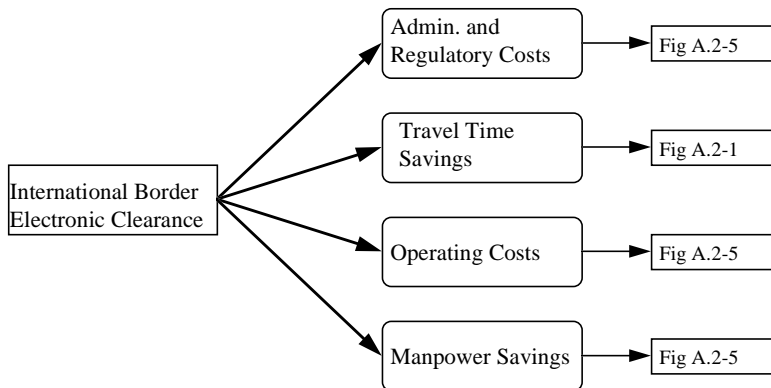 Admin. and
Regulatory Costs
Fig A.2-5
Travel Time
Savings
Fig A.2-1
International Border
Electronic Clearance
Operating Costs
Fig A.2-5
Manpower Savings
Fig A.2-5